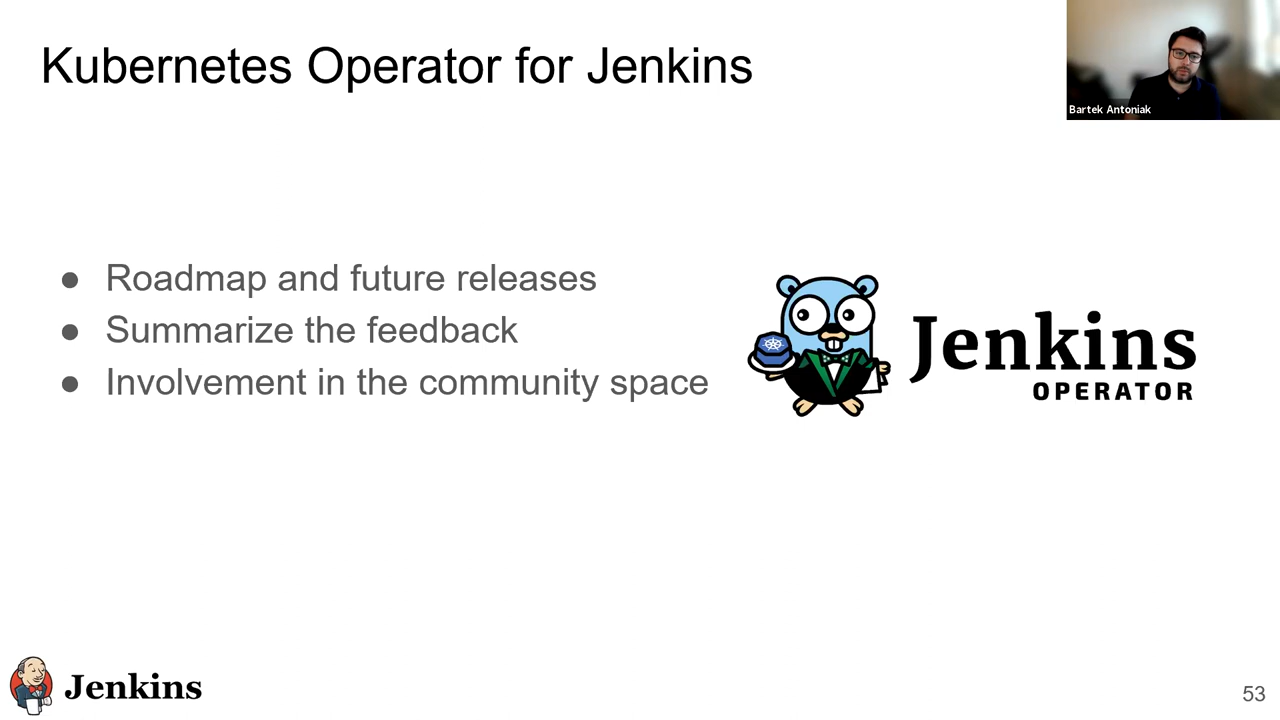 Kubernetes Operator for Jenkins
Bartek Antoniak
● Roadmap and future releases
● Summarize the feedback
● Involvement in the community space
Jenkins
OPERATOR
Jenkins
53